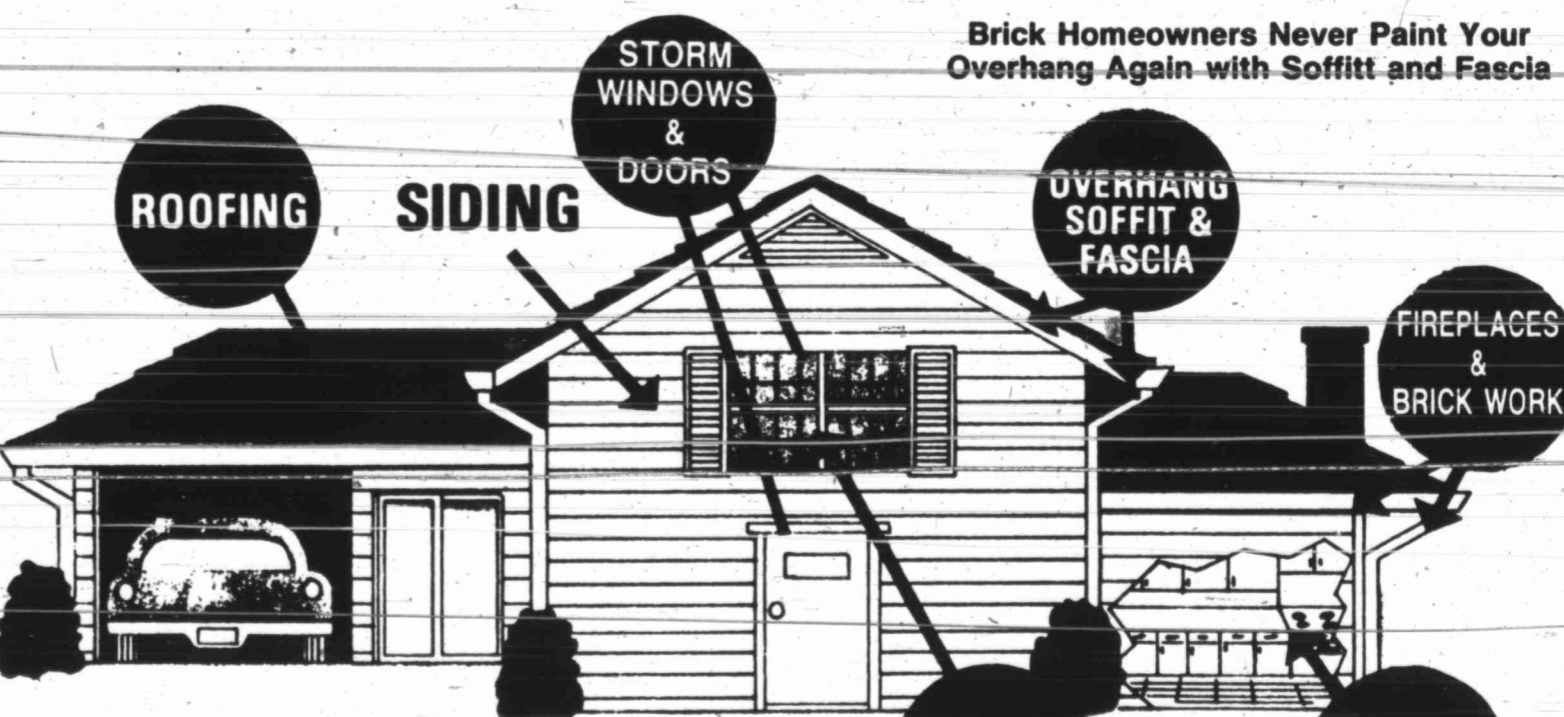 Brick Homeowners Never Paint Your
Overhang Again with Soffitt and Fascia
STORM
WINDOWS
&
DOORS
ROOFING
SIDING
OVERHANG
SOFFIT &
FASCIA
FIREPLACES
&
BRICK WORK